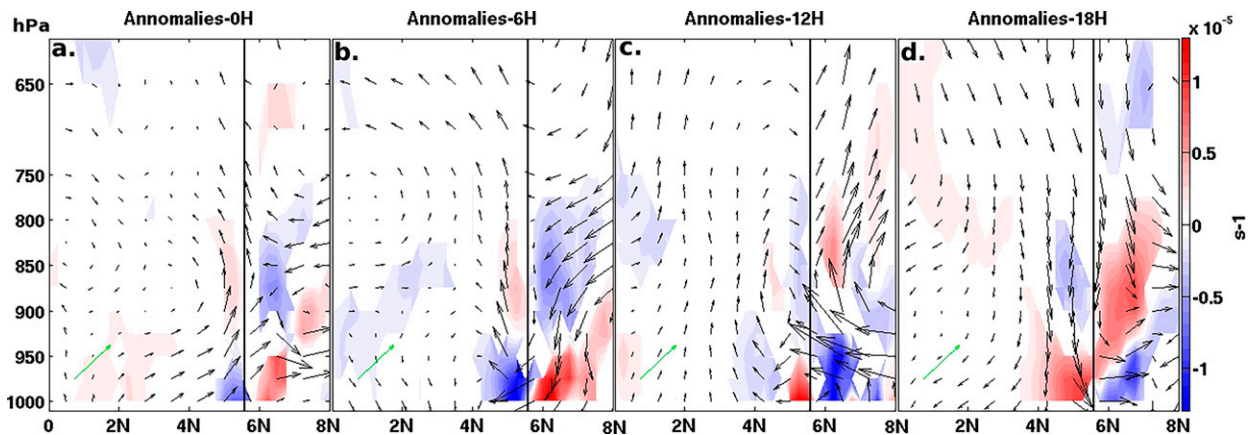 Annomalies-0H Annomalies-6H Annomalies-12H Annomalies-18H
hPa x 10-5
a. b. c. d.
1
650
0.5
750
800 0
850
s-1
900 -0.5
950
-1
1000
0 2N 4N 6N 8N 2N 4N 6N 8N 2N 4N 6N 8N 2N 4N 6N 8N